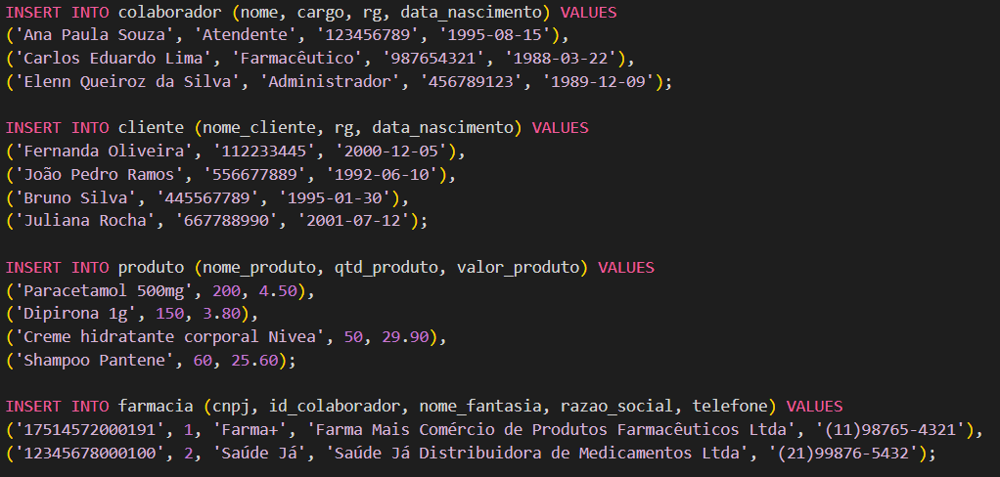 INSERT INTO colaborador (nome, cargo, rg, data_nascimento) VALUES
('Ana Paula Souza', 'Atendente', '123456789', '1995-08-15'),
('Carlos Eduardo Lima', 'Farmacêutico', '987654321', '1988-03-22'),
('Elenn Queiroz da Silva', 'Administrador', '456789123', '1989-12-09');
INSERT INTO cliente (nome_cliente, rg, data_nascimento) VALUES
('Fernanda Oliveira', '112233445', '2000-12-05'),
('João Pedro Ramos', '556677889', '1992-06-10'),
('Bruno Silva', '445567789', '1995-01-30'),
('Juliana Rocha', '667788990', '2001-07-12');
INSERT INTO produto (nome_produto, qtd_produto, valor_produto) VALUES
('Paracetamol 500mg', 200, 4.50),
('Dipirona 1g', 150, 3.80),
('Creme hidratante corporal Nivea', 50, 29.90),
('Shampoo Pantene', 60, 25.60);
INSERT INTO farmacia (cnpj, id_colaborador, nome_fantasia, razao_social, telefone) VALUES
('17514572000191', 1, 'Farma+', 'Farma Mais Comércio de Produtos Farmacêuticos Ltda', '(11)98765-4321'),
('12345678000100', 2, 'Saúde Já', 'Saúde Já Distribuidora de Medicamentos Ltda', '(21)99876-5432');